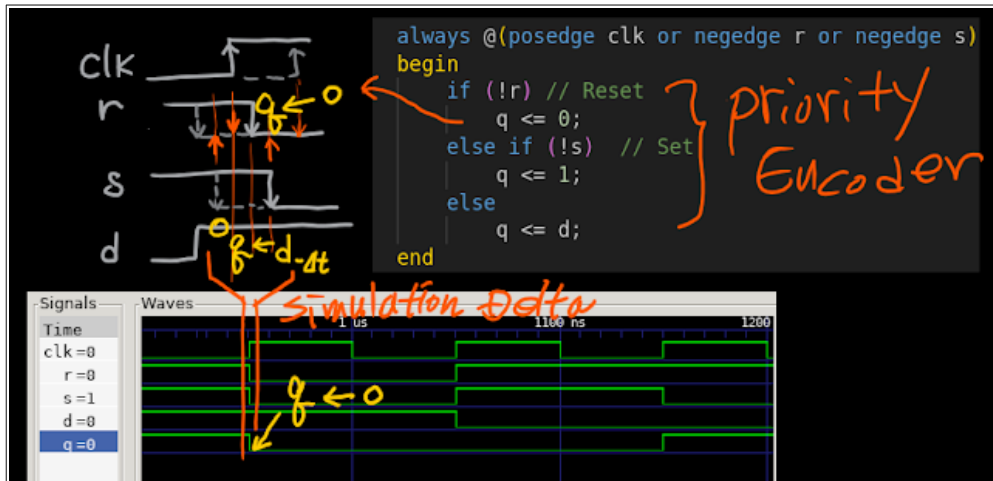 clk
r
q ← 0
s
d
0
q ← d-Δt
always @(posedge clk or negedge r or negedge s)
begin
if (!r) // Reset
q <= 0;
else if (!s) // Set
q <= 1;
else
q <= d;
end
priority
Encoder
simulation Delta
Signals
Waves
Time
1 us
1100 ns
1200
clk=0
r=0
s=1
d=0
q=0
q ← 0